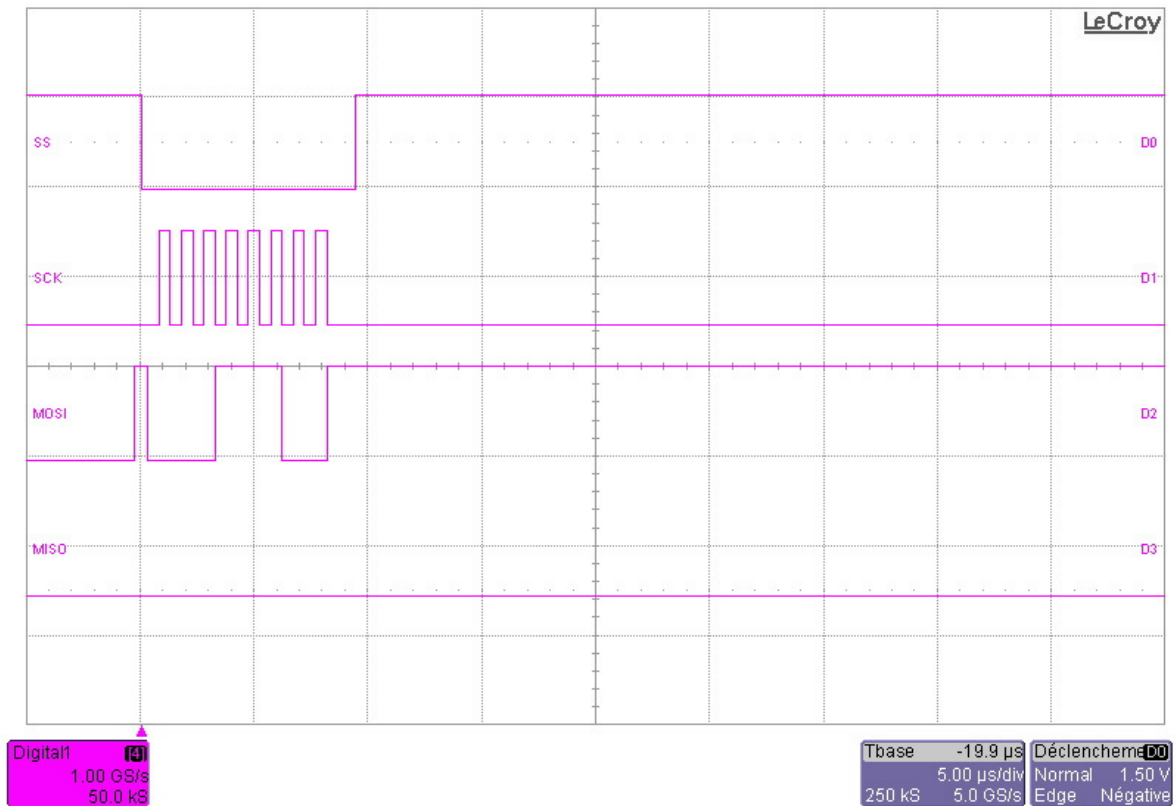 LeCroy
SS D0
SCK D1
MOSI D2
MISO D3
Digital1 [4]
1.00 GS/s
50.0 kS
Tbase -19.9 µs
5.00 µs/div
250 kS 5.0 GS/s
Déclencheme D0
Normal 1.50 V
Edge Négative